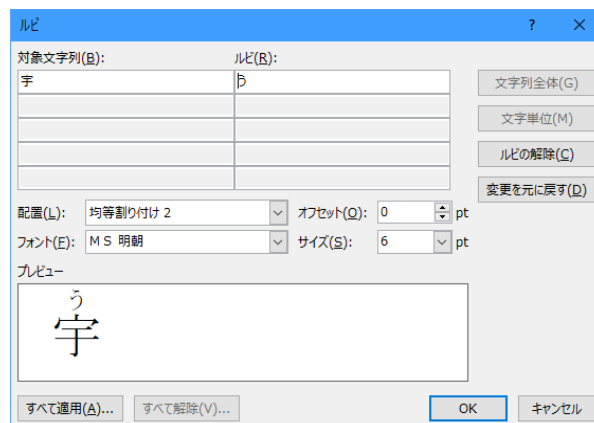 ルビ ? ×
対象文字列(B): ルビ(R):
宇 う
文字列全体(G)
文字単位(M)
ルビの解除(C)
変更を元に戻す(D)
配置(L): 均等割り付け 2 オフセット(O): 0 pt
フォント(F): ＭＳ 明朝 サイズ(S): 6 pt
プレビュー
う
宇
すべて適用(A)... すべて解除(V)... OK キャンセル